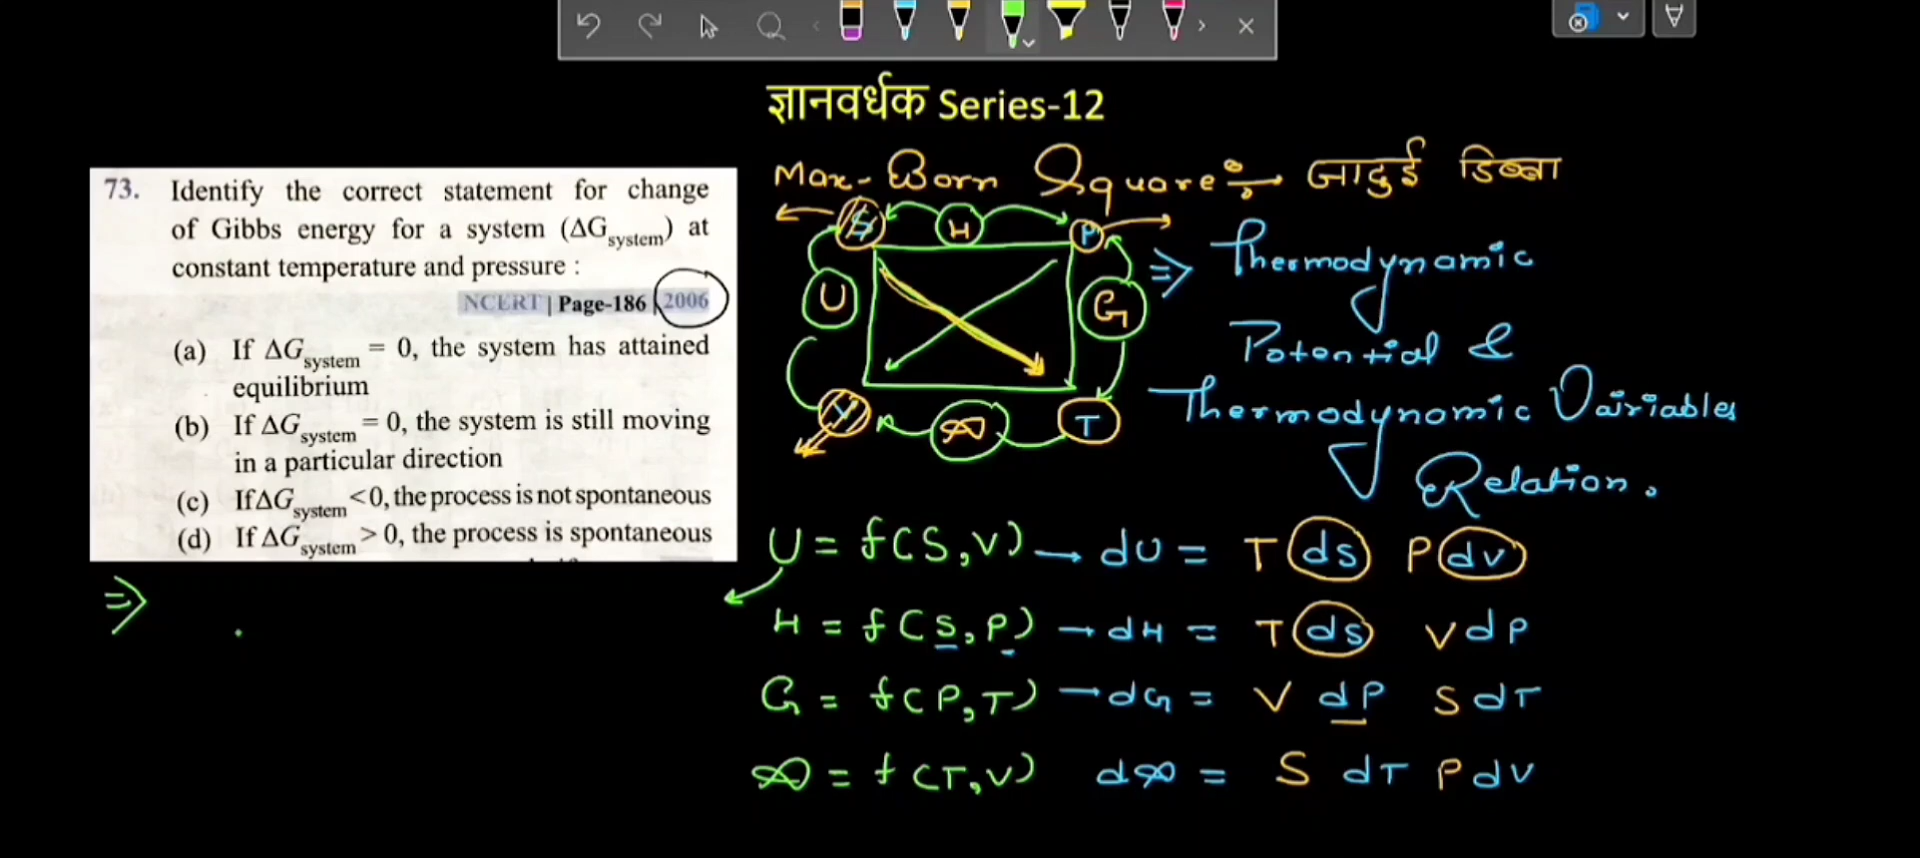 ज्ञानवर्धक Series-12
73. Identify the correct statement for change
of Gibbs energy for a system (ΔGsystem) at
constant temperature and pressure :
NCERT | Page-186 | 2006
(a) If ΔGsystem = 0, the system has attained
equilibrium
(b) If ΔGsystem = 0, the system is still moving
in a particular direction
(c) IfΔGsystem <0, the process is not spontaneous
(d) If ΔGsystem > 0, the process is spontaneous
⇒
Max-Born Square:→ जादुई डिब्बा
S H P
U G
V A T
⇒ Thermodynamic
Potential &
Thermodynomic Vairiables
Relation.
U = f(S,V) → dU = T ds P dv
H = f(S,P) → dH = T ds V dP
G = f(P,T) → dG = V dP S dT
A = f(T,V) dA = S dT P dV